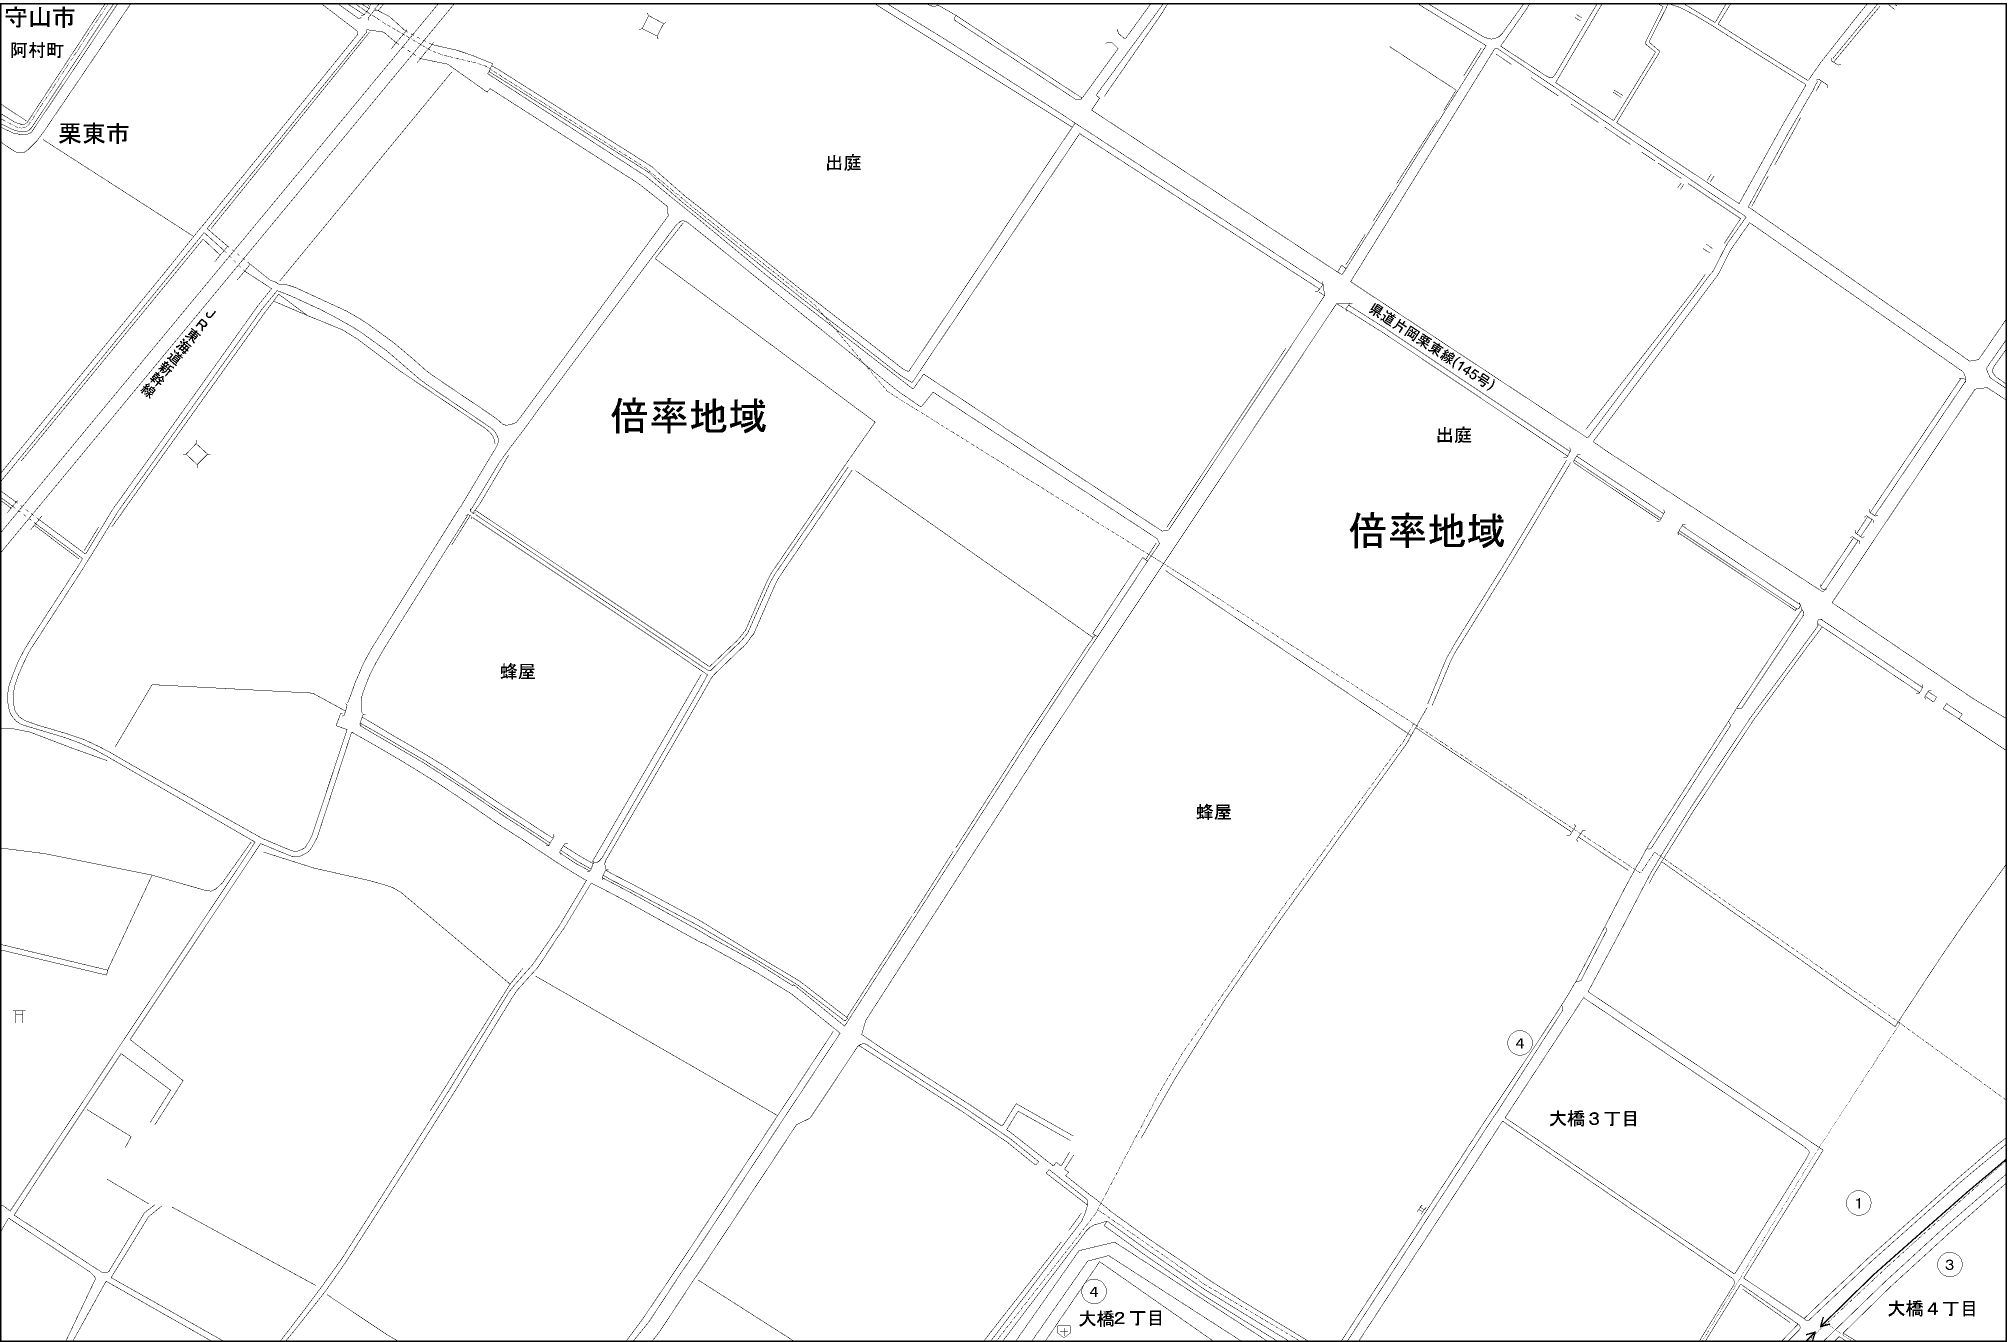 守山市
阿村町
栗東市
出庭
JR東海道新幹線
県道片岡栗東線(145号)
倍率地域
出庭
倍率地域
蜂屋
蜂屋
4
大橋3丁目
1
3
4
大橋2丁目
大橋4丁目